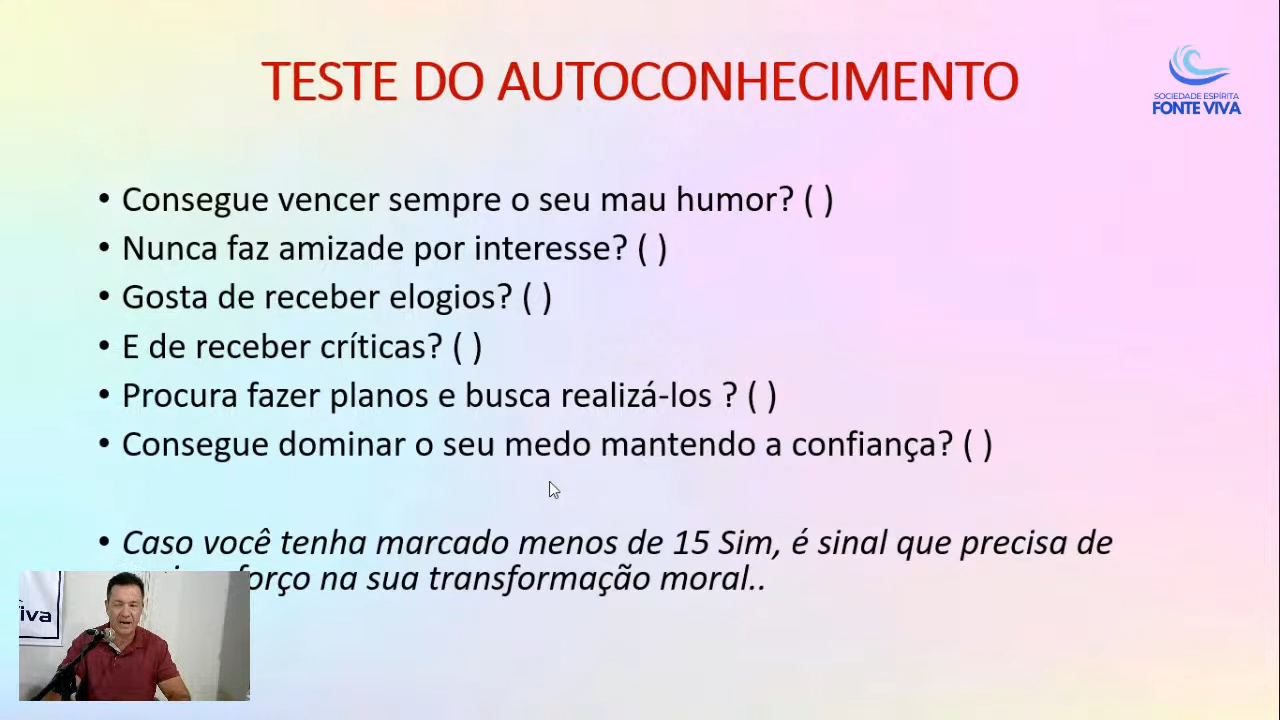 TESTE DO AUTOCONHECIMENTO
SOCIEDADE ESPÍRITA
FONTE VIVA
• Consegue vencer sempre o seu mau humor? ( )
• Nunca faz amizade por interesse? ( )
• Gosta de receber elogios? ( )
• E de receber críticas? ( )
• Procura fazer planos e busca realizá-los ? ( )
• Consegue dominar o seu medo mantendo a confiança? ( )
• Caso você tenha marcado menos de 15 Sim, é sinal que precisa de
forço na sua transformação moral..
iva